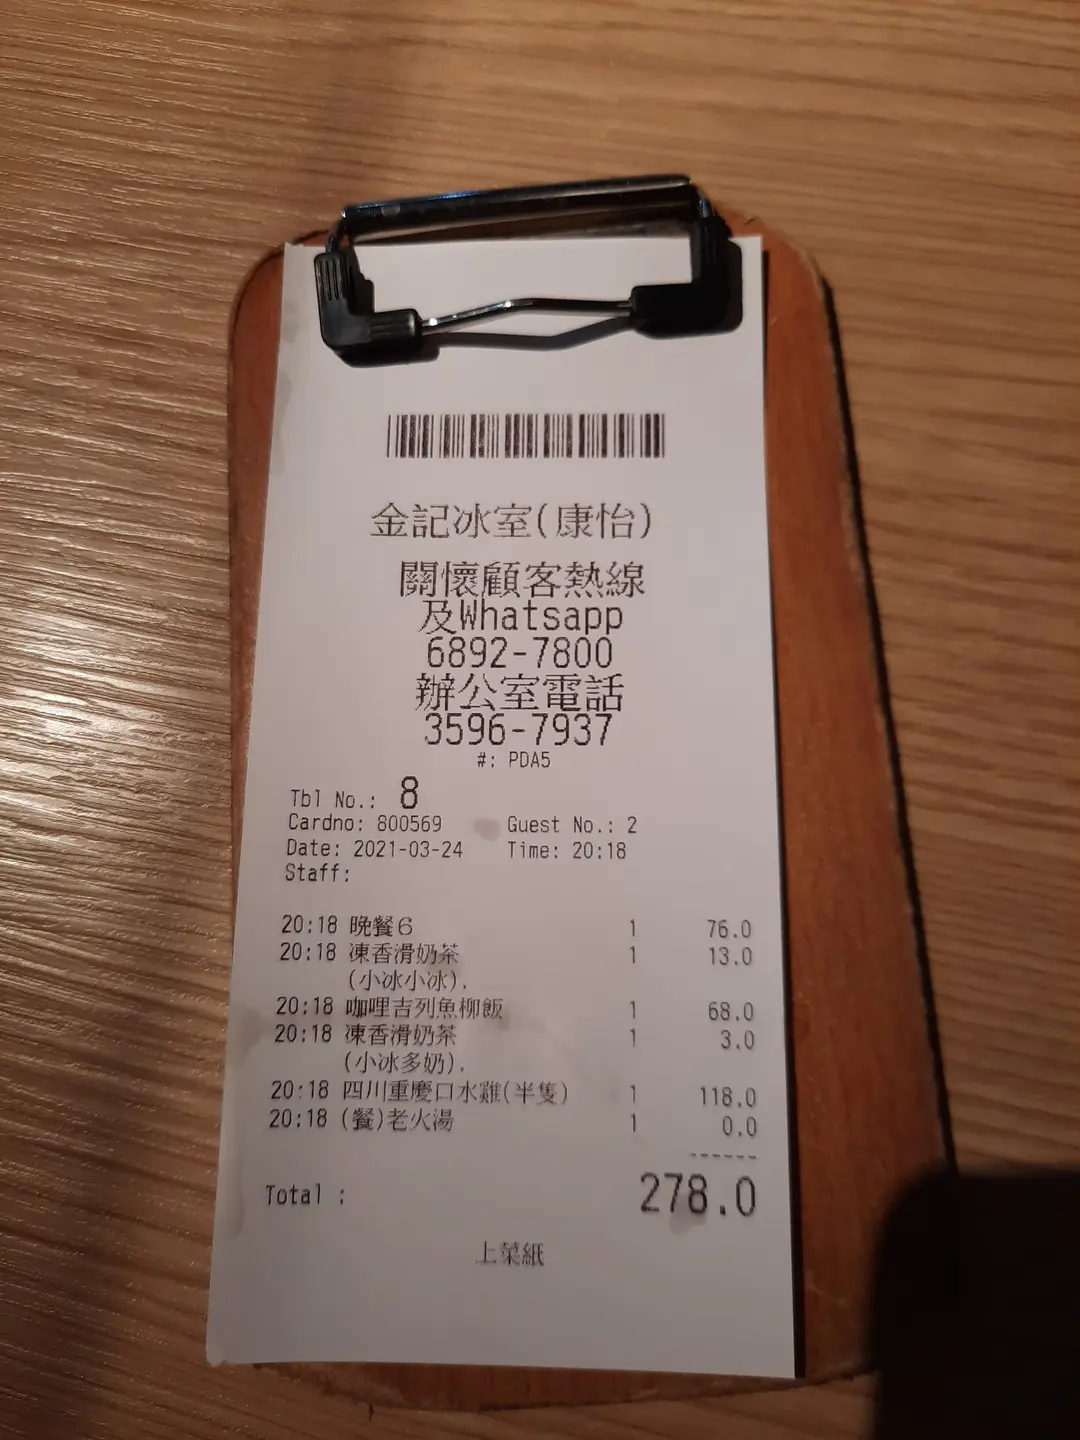 金記冰室(康怡)
關懷顧客熱線
及Whatsapp
6892-7800
辦公室電話
3596-7937
#: PDA5
Tbl No.: 8
Cardno: 800569 Guest No.: 2
Date: 2021-03-24 Time: 20:18
Staff:
20:18 晚餐6 1 76.0
20:18 凍香滑奶茶 1 13.0
(小冰小冰).
20:18 咖哩吉列魚柳飯 1 68.0
20:18 凍香滑奶茶 1 3.0
(小冰多奶).
20:18 四川重慶口水雞(半隻) 1 118.0
20:18 (餐)老火湯 1 0.0
------
Total : 278.0
上菜紙